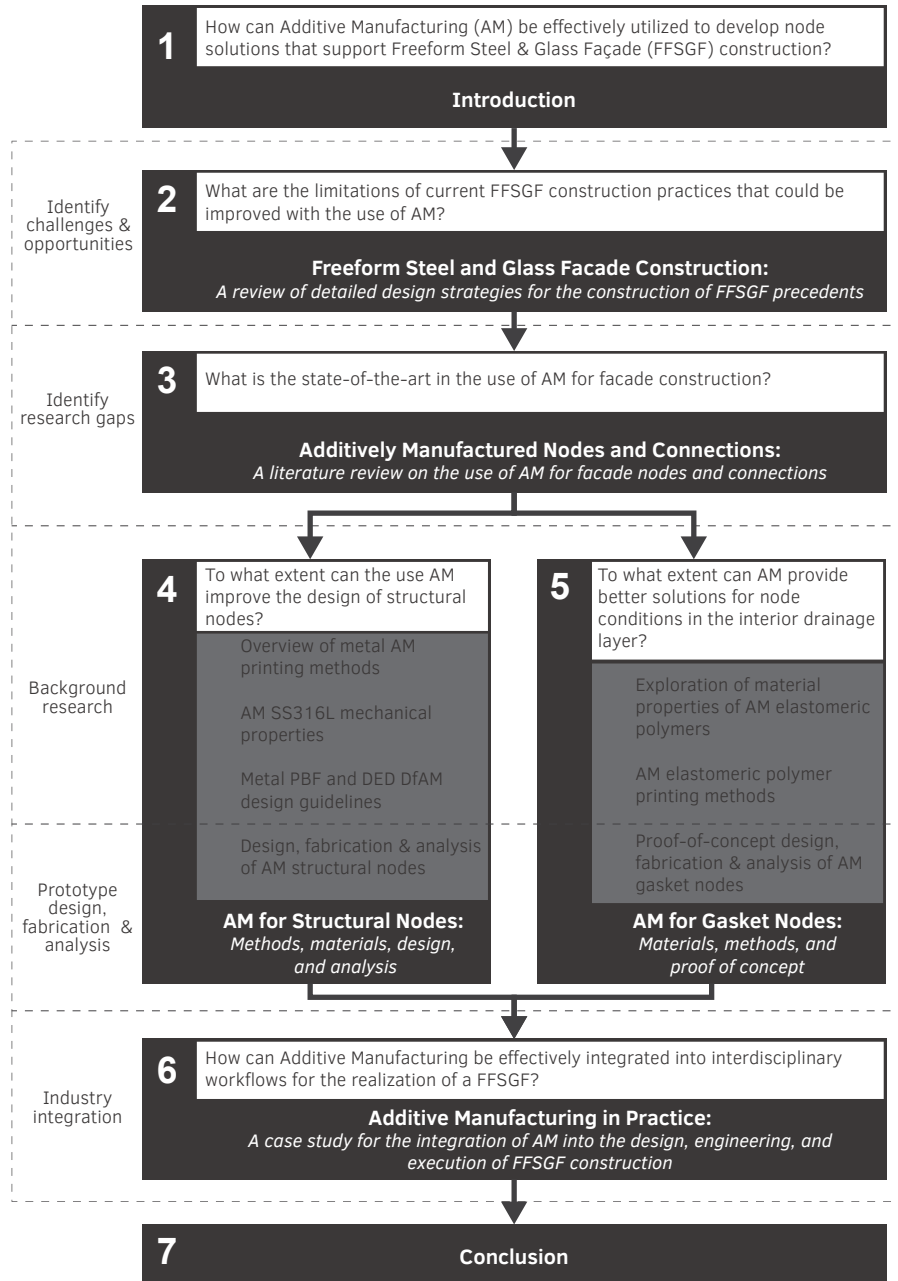 1
How can Additive Manufacturing (AM) be effectively utilized to develop node
solutions that support Freeform Steel & Glass Façade (FFSGF) construction?
Introduction
Identify
challenges &
opportunities
2
What are the limitations of current FFSGF construction practices that could be
improved with the use of AM?
Freeform Steel and Glass Facade Construction:
A review of detailed design strategies for the construction of FFSGF precedents
Identify
research gaps
3
What is the state-of-the-art in the use of AM for facade construction?
Additively Manufactured Nodes and Connections:
A literature review on the use of AM for facade nodes and connections
Background
research
4
To what extent can the use AM
improve the design of structural
nodes?
Overview of metal AM
printing methods
AM SS316L mechanical
properties
Metal PBF and DED DfAM
design guidelines
Design, fabrication & analysis
of AM structural nodes
AM for Structural Nodes:
Methods, materials, design,
and analysis
5
To what extent can AM provide
better solutions for node
conditions in the interior drainage
layer?
Exploration of material
properties of AM elastomeric
polymers
AM elastomeric polymer
printing methods
Proof-of-concept design,
fabrication & analysis of AM
gasket nodes
AM for Gasket Nodes:
Materials, methods, and
proof of concept
Prototype
design,
fabrication &
analysis
Industry
integration
6
How can Additive Manufacturing be effectively integrated into interdisciplinary
workflows for the realization of a FFSGF?
Additive Manufacturing in Practice:
A case study for the integration of AM into the design, engineering, and
execution of FFSGF construction
7
Conclusion